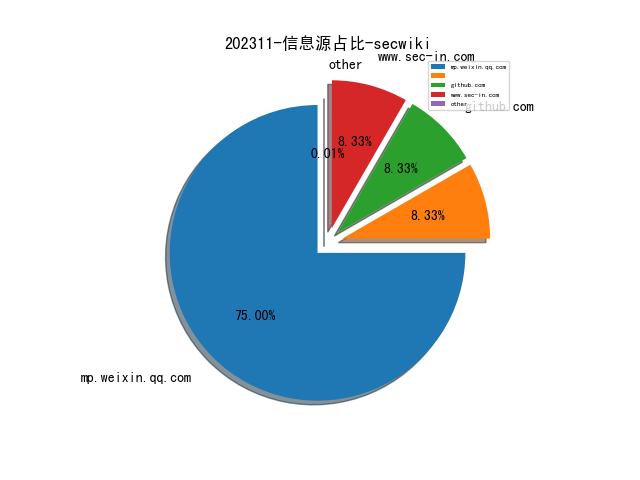 202311-信息源占比-secwiki
www.sec-in.com
other
mp.weixin.qq.com
github.com
www.sec-in.com
other
github.com
8.33%
0.01%
8.33%
8.33%
75.00%
mp.weixin.qq.com